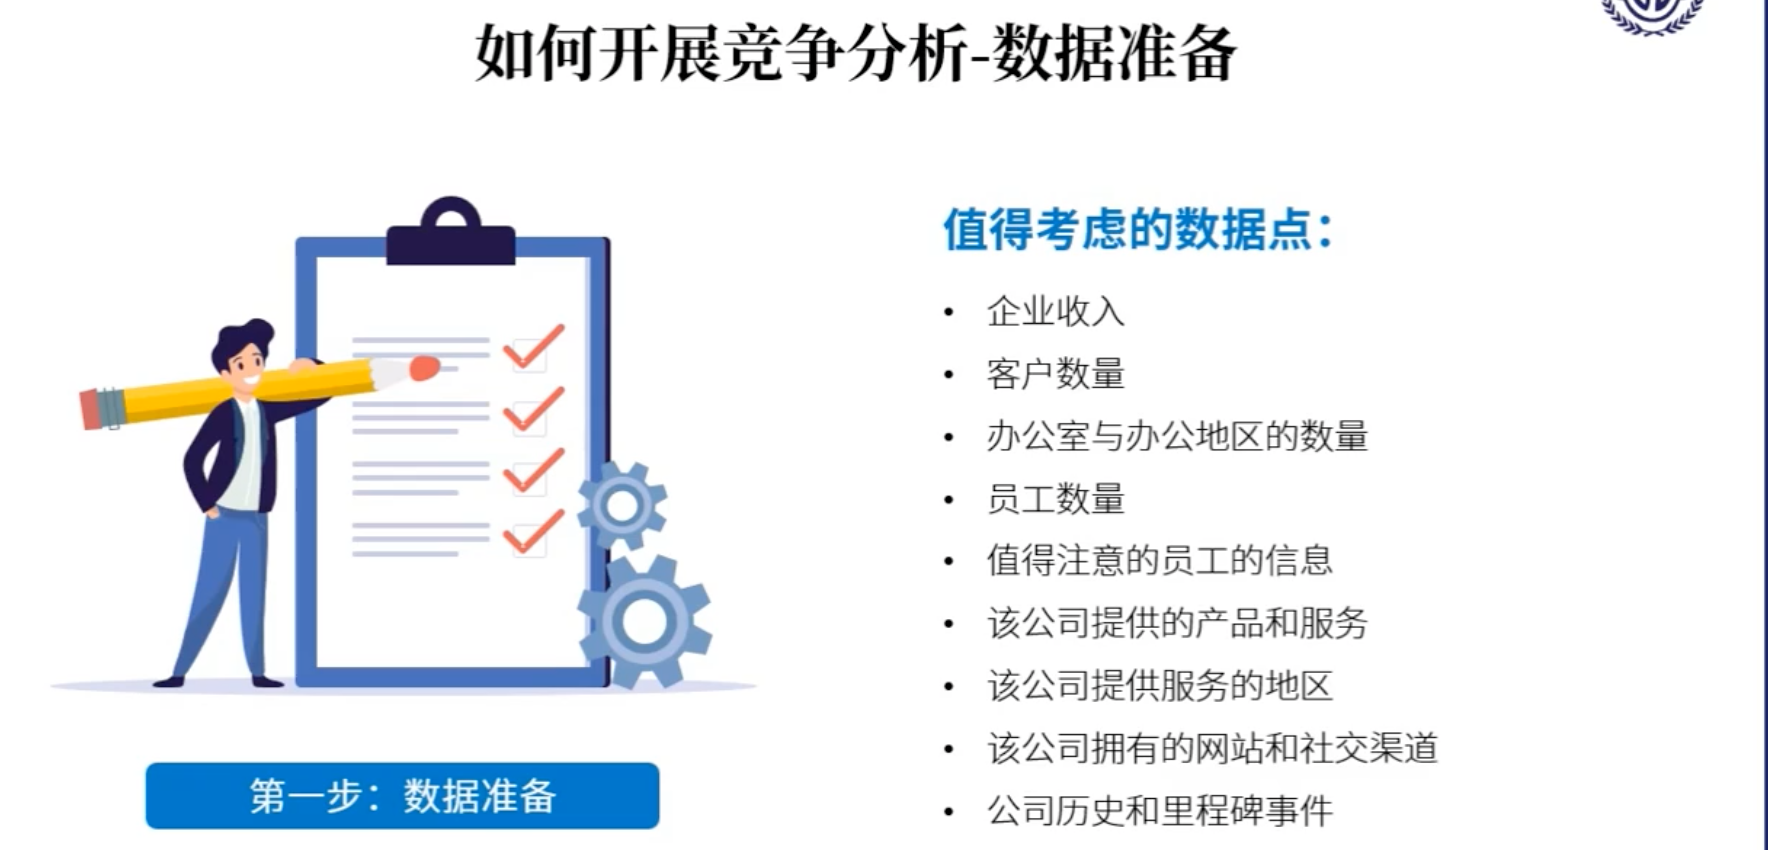 如何开展竞争分析-数据准备
值得考虑的数据点：
• 企业收入
• 客户数量
• 办公室与办公地区的数量
• 员工数量
• 值得注意的员工的信息
• 该公司提供的产品和服务
• 该公司提供服务的地区
• 该公司拥有的网站和社交渠道
• 公司历史和里程碑事件
第一步：数据准备